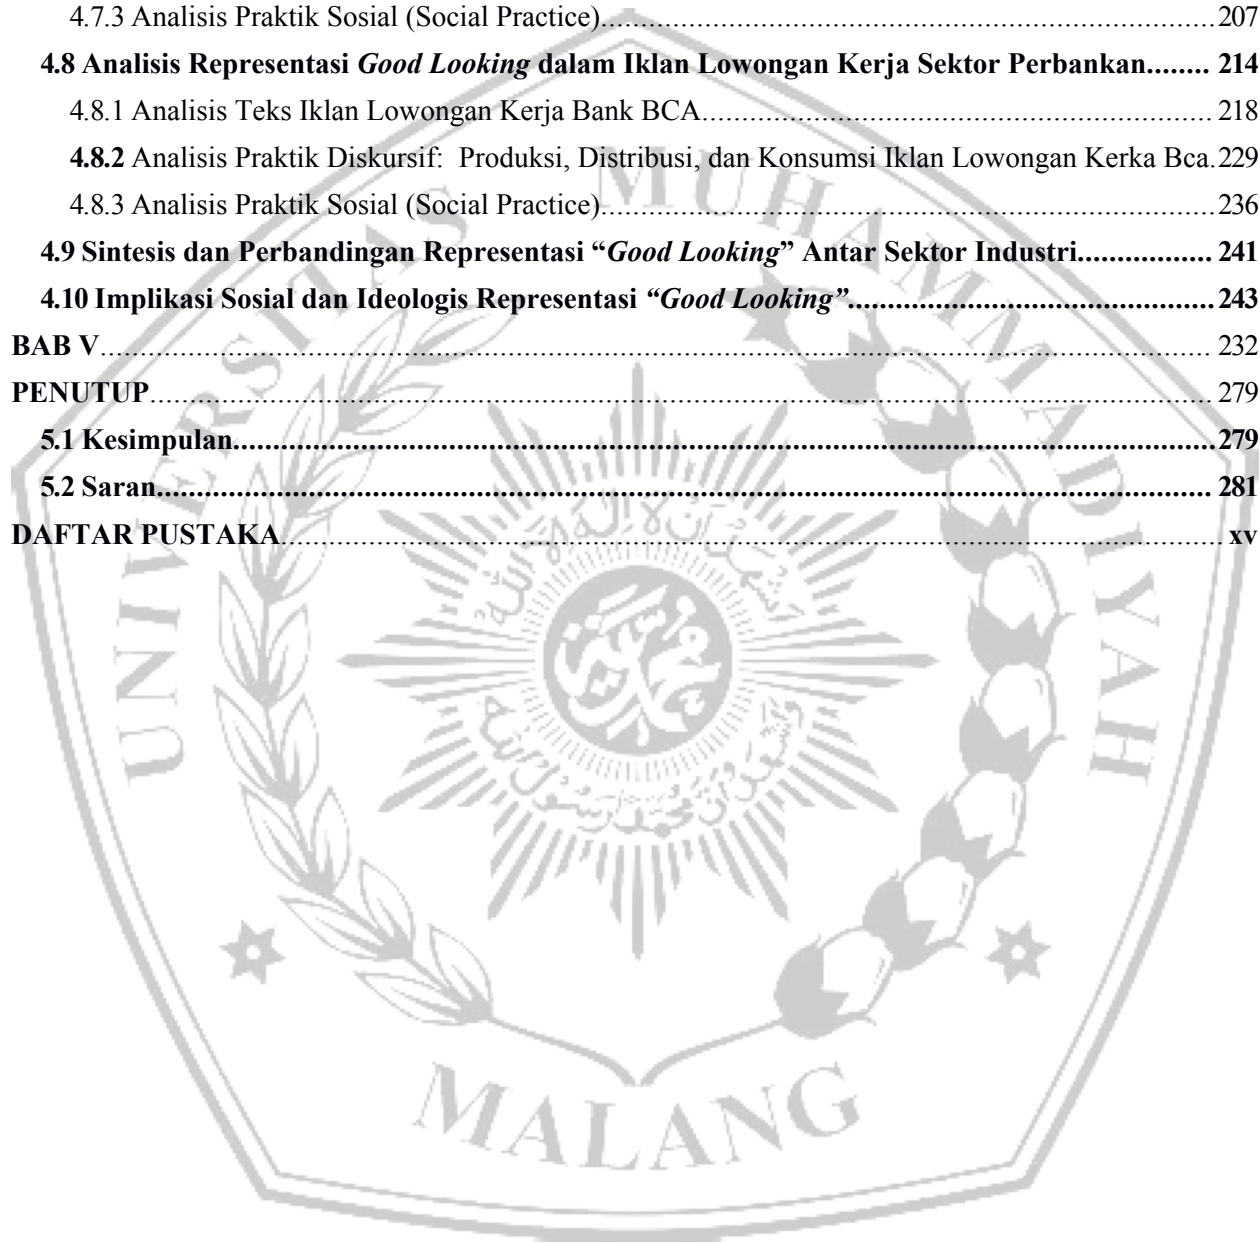 4.7.3 Analisis Praktik Sosial (Social Practice)....................207
4.8 Analisis Representasi Good Looking dalam Iklan Lowongan Kerja Sektor Perbankan........ 214
4.8.1 Analisis Teks Iklan Lowongan Kerja Bank BCA.................... 218
4.8.2 Analisis Praktik Diskursif:  Produksi, Distribusi, dan Konsumsi Iklan Lowongan Kerka Bca.229
4.8.3 Analisis Praktik Sosial (Social Practice)....................236
4.9 Sintesis dan Perbandingan Representasi “Good Looking” Antar Sektor Industri.................... 241
4.10 Implikasi Sosial dan Ideologis Representasi “Good Looking”....................243
BAB V.................... 232
PENUTUP.................... 279
5.1 Kesimpulan....................279
5.2 Saran.................... 281
DAFTAR PUSTAKA.................... xv
UNIVERSITAS MUHAMMADIYAH
MALANG